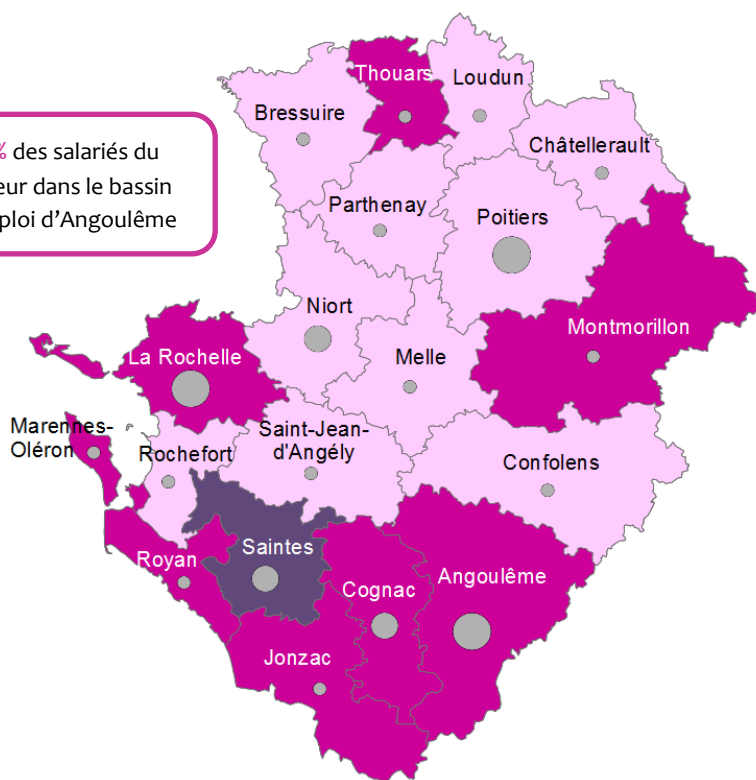 Thouars
Loudun
Bressuire
% des salariés du
eur dans le bassin
ploi d'Angoulême
Châtellerault
Parthenay
Poitiers
Niort
Montmorillon
La Rochelle
Melle
Marennes-
Oléron
Rochefort
Saint-Jean-
d'Angély
Confolens
Saintes
Royan
Cognac
Angoulême
Jonzac